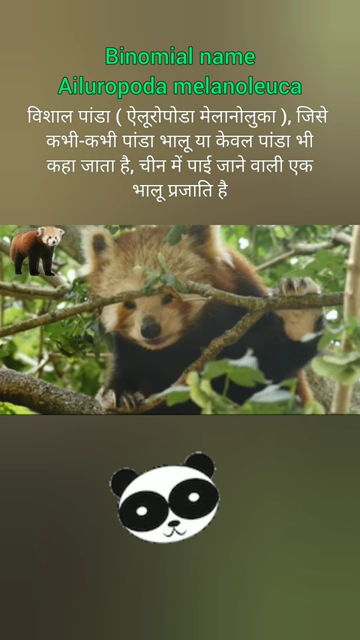 Binomial name
Ailuropoda melanoleuca
विशाल पांडा ( ऐलूरोपोडा मेलानोलुका ), जिसे
कभी-कभी पांडा भालू या केवल पांडा भी
कहा जाता है, चीन में पाई जाने वाली एक
भालू प्रजाति है